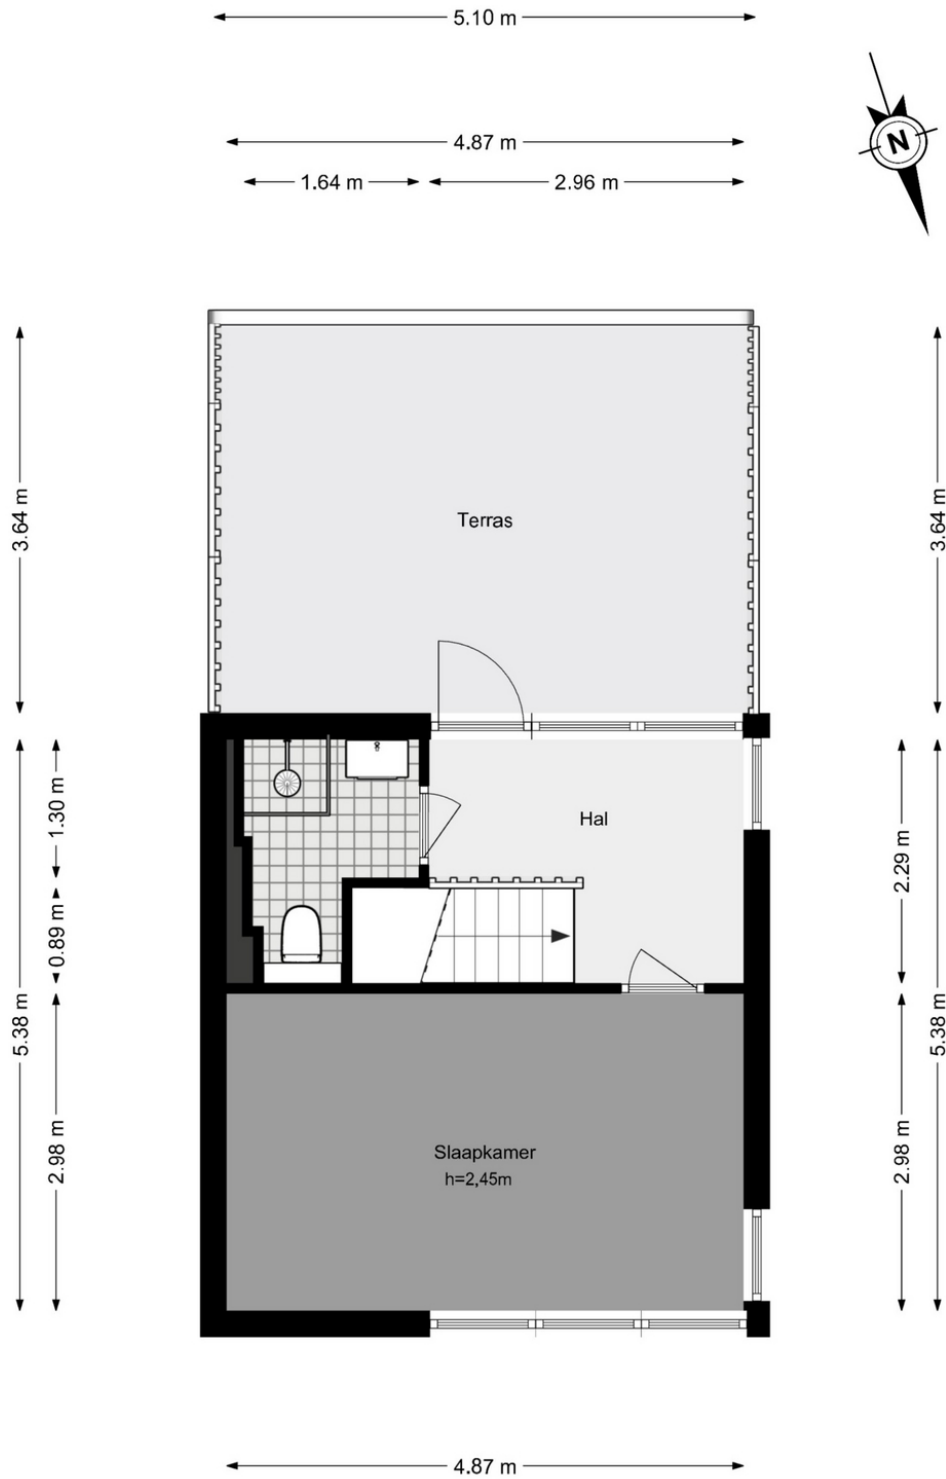 5.10 m
4.87 m
1.64 m
2.96 m
N
3.64 m
3.64 m
Terras
1.30 m
Hal
2.29 m
0.89 m
5.38 m
5.38 m
2.98 m
2.98 m
Slaapkamer
h=2,45m
4.87 m